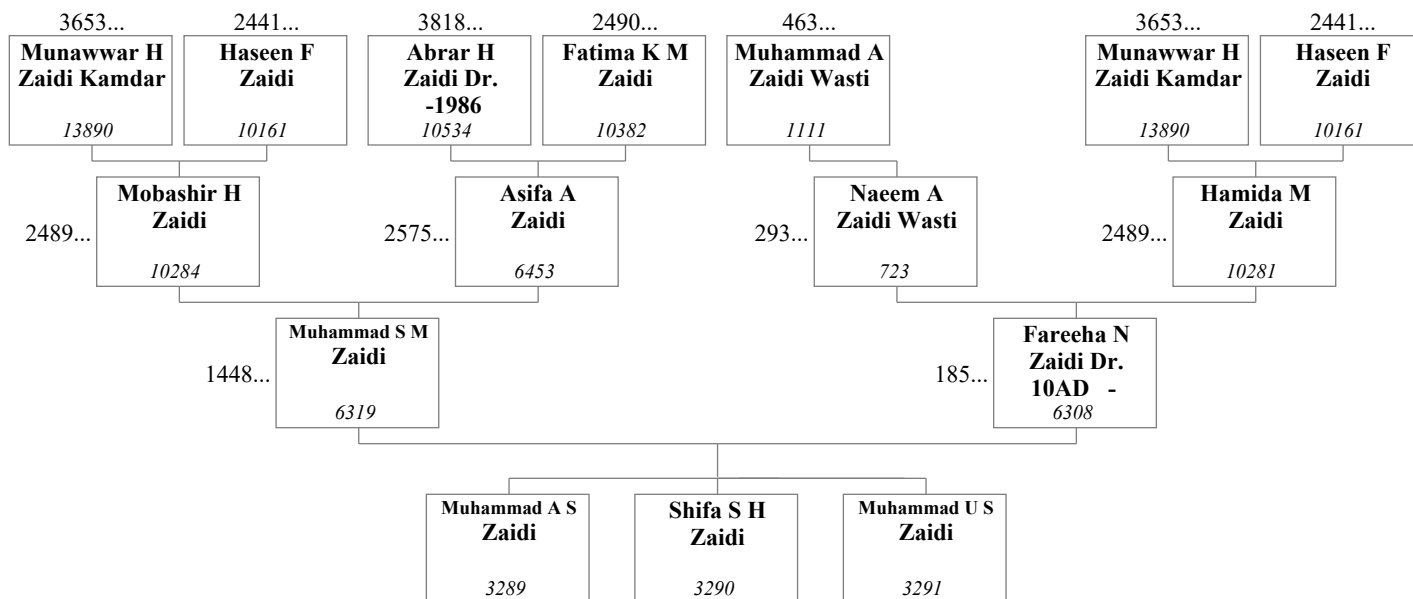 3653...
2441...
3818...
2490...
463...
3653...
2441...
Munawwar H
Zaidi Kamdar
13890
Haseen F
Zaidi
10161
Abrar H
Zaidi Dr.
-1986
10534
Fatima K M
Zaidi
10382
Muhammad A
Zaidi Wasti
1111
Munawwar H
Zaidi Kamdar
13890
Haseen F
Zaidi
10161
2489...
Mobashir H
Zaidi
10284
2575...
Asifa A
Zaidi
6453
293...
Naeem A
Zaidi Wasti
723
2489...
Hamida M
Zaidi
10281
1448...
Muhammad S M
Zaidi
6319
185...
Fareeha N
Zaidi Dr.
10AD -
6308
Muhammad A S
Zaidi
3289
Shifa S H
Zaidi
3290
Muhammad U S
Zaidi
3291